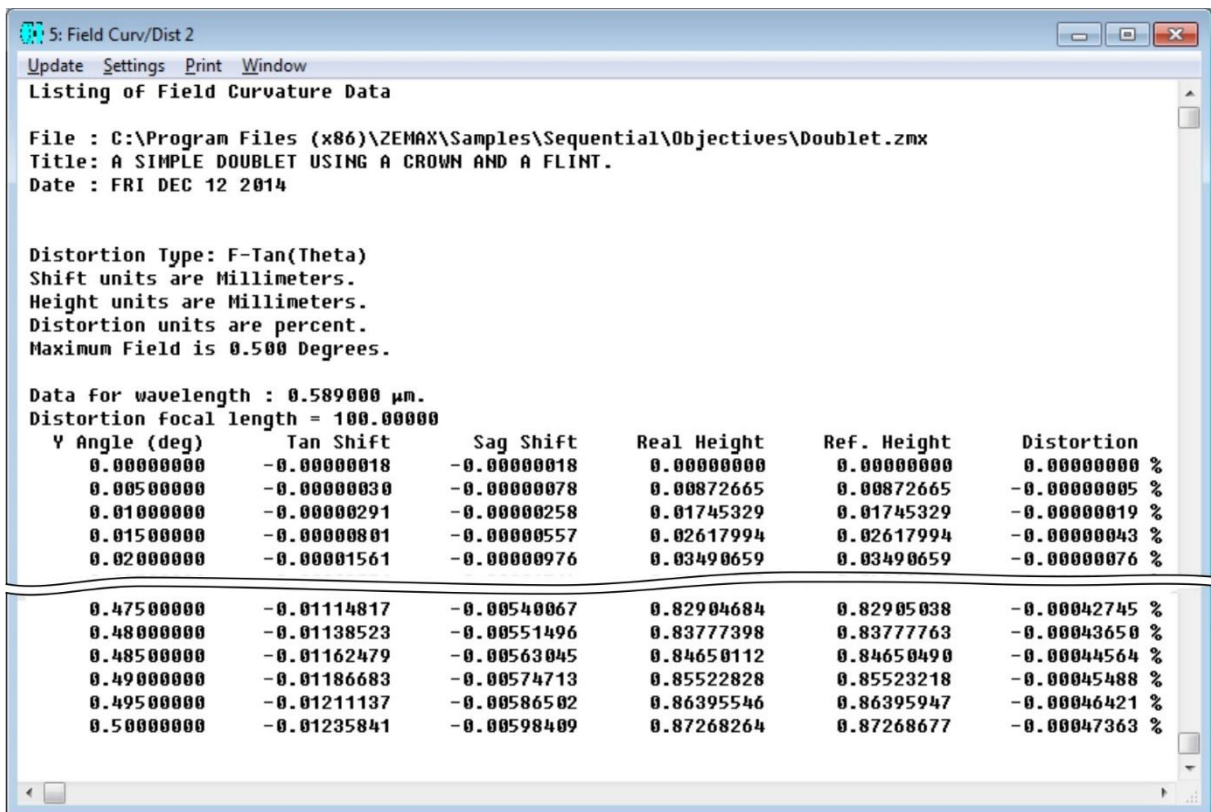 5: Field Curv/Dist 2
Update Settings Print Window
Listing of Field Curvature Data
File : C:\Program Files (x86)\ZEMAX\Samples\Sequential\Objectives\Doublet.zmx
Title: A SIMPLE DOUBLET USING A CROWN AND A FLINT.
Date : FRI DEC 12 2014
Distortion Type: F-Tan(Theta)
Shift units are Millimeters.
Height units are Millimeters.
Distortion units are percent.
Maximum Field is 0.500 Degrees.
Data for wavelength : 0.589000 µm.
Distortion focal length = 100.00000
Y Angle (deg) Tan Shift Sag Shift Real Height Ref. Height Distortion
0.00000000 -0.00000018 -0.00000018 0.00000000 0.00000000 0.00000000 %
0.00500000 -0.00000030 -0.00000078 0.00872665 0.00872665 -0.00000005 %
0.01000000 -0.00000291 -0.00000258 0.01745329 0.01745329 -0.00000019 %
0.01500000 -0.00000801 -0.00000557 0.02617994 0.02617994 -0.00000043 %
0.02000000 -0.00001561 -0.00000976 0.03490659 0.03490659 -0.00000076 %
0.47500000 -0.01114817 -0.00540067 0.82904684 0.82905038 -0.00042745 %
0.48000000 -0.01138523 -0.00551496 0.83777398 0.83777763 -0.00043650 %
0.48500000 -0.01162479 -0.00563045 0.84650112 0.84650490 -0.00044564 %
0.49000000 -0.01186683 -0.00574713 0.85522828 0.85523218 -0.00045488 %
0.49500000 -0.01211137 -0.00586502 0.86395546 0.86395947 -0.00046421 %
0.50000000 -0.01235841 -0.00598409 0.87268264 0.87268677 -0.00047363 %